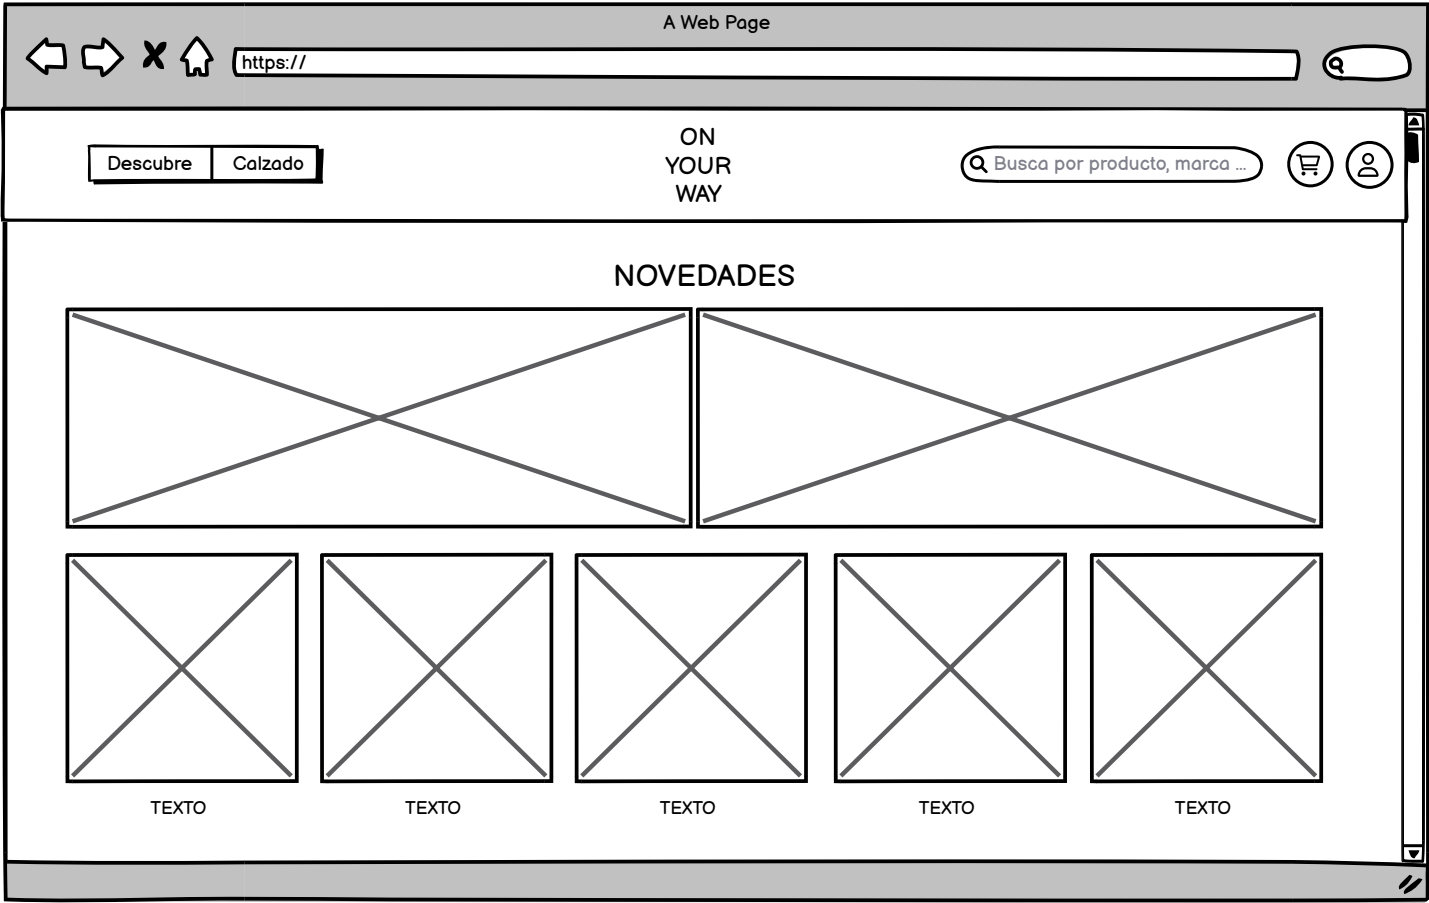 A Web Page
https://
Descubre
Calzado
ON
YOUR
WAY
Busca por producto, marca ...
NOVEDADES
TEXTO
TEXTO
TEXTO
TEXTO
TEXTO